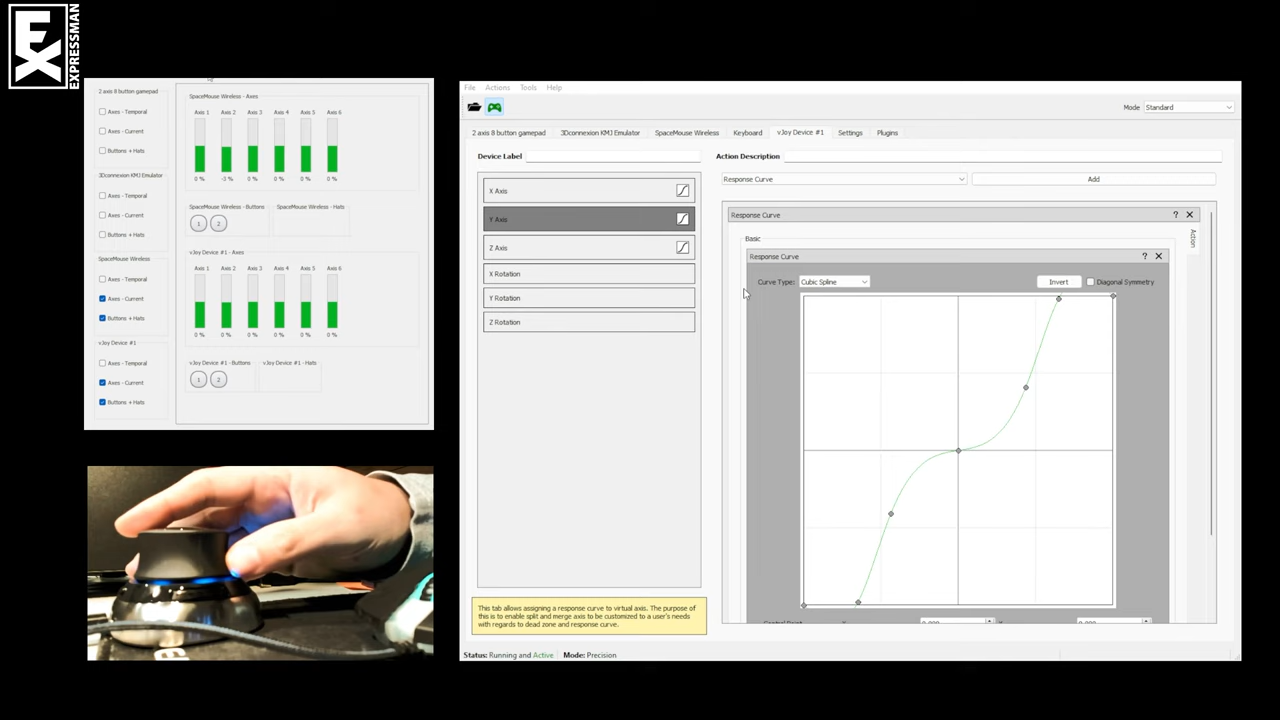 EX
EXPRESSMAN
2 axis 8 button gamepad
Axes - Temporal
Axes - Current
Buttons + Hats
3Dconnexion KMJ Emulator
Axes - Temporal
Axes - Current
Buttons + Hats
SpaceMouse Wireless
Axes - Temporal
Axes - Current
Buttons + Hats
vJoy Device #1
Axes - Temporal
Axes - Current
Buttons + Hats
SpaceMouse Wireless - Axes
Axis 1 Axis 2 Axis 3 Axis 4 Axis 5 Axis 6
0 % -3 % 0 % 0 % 0 % 0 %
SpaceMouse Wireless - Buttons SpaceMouse Wireless - Hats
1 2
vJoy Device #1 - Axes
Axis 1 Axis 2 Axis 3 Axis 4 Axis 5 Axis 6
0 % 0 % 0 % 0 % 0 % 0 %
vJoy Device #1 - Buttons vJoy Device #1 - Hats
1 2
File Actions Tools Help
Mode Standard
2 axis 8 button gamepad 3Dconnexion KMJ Emulator SpaceMouse Wireless Keyboard vJoy Device #1 Settings Plugins
Device Label
X Axis
Y Axis
Z Axis
X Rotation
Y Rotation
Z Rotation
This tab allows assigning a response curve to virtual axis. The purpose
of this is to enable split and merge axis to be customized to a user's needs
with regards to dead zone and response curve.
Action Description
Response Curve Add
Response Curve ?
Action
Basic
Response Curve ?
Curve Type: Cubic Spline Invert Diagonal Symmetry
Status: Running and Active Mode: Precision